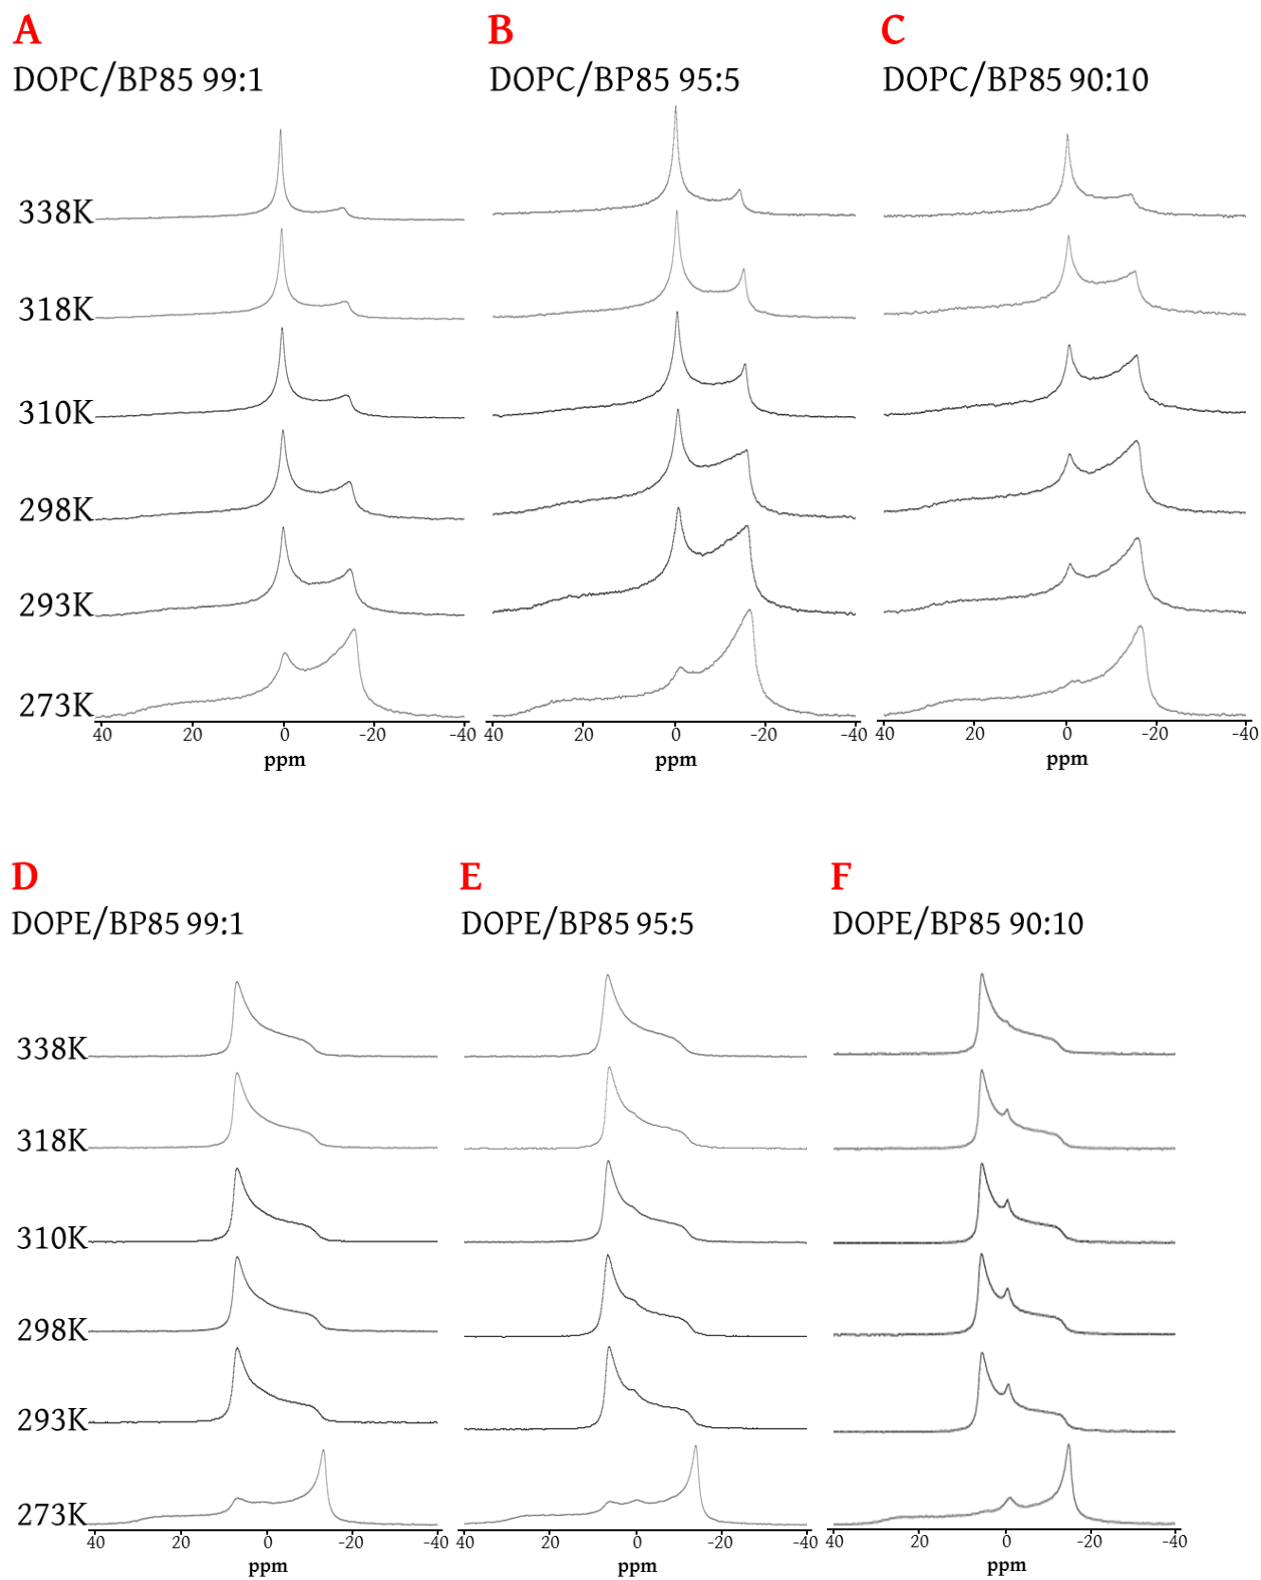 A
B
C
DOPC/BP85 99:1
DOPC/BP85 95:5
DOPC/BP85 90:10
338K
318K
310K
298K
293K
273K
40 20 0 -20 -40
40 20 0 -20 -40
40 20 0 -20 -40
ppm
ppm
ppm
D
E
F
DOPE/BP85 99:1
DOPE/BP85 95:5
DOPE/BP85 90:10
338K
318K
310K
298K
293K
273K
40 20 0 -20 -40
40 20 0 -20 -40
40 20 0 -20 -40
ppm
ppm
ppm